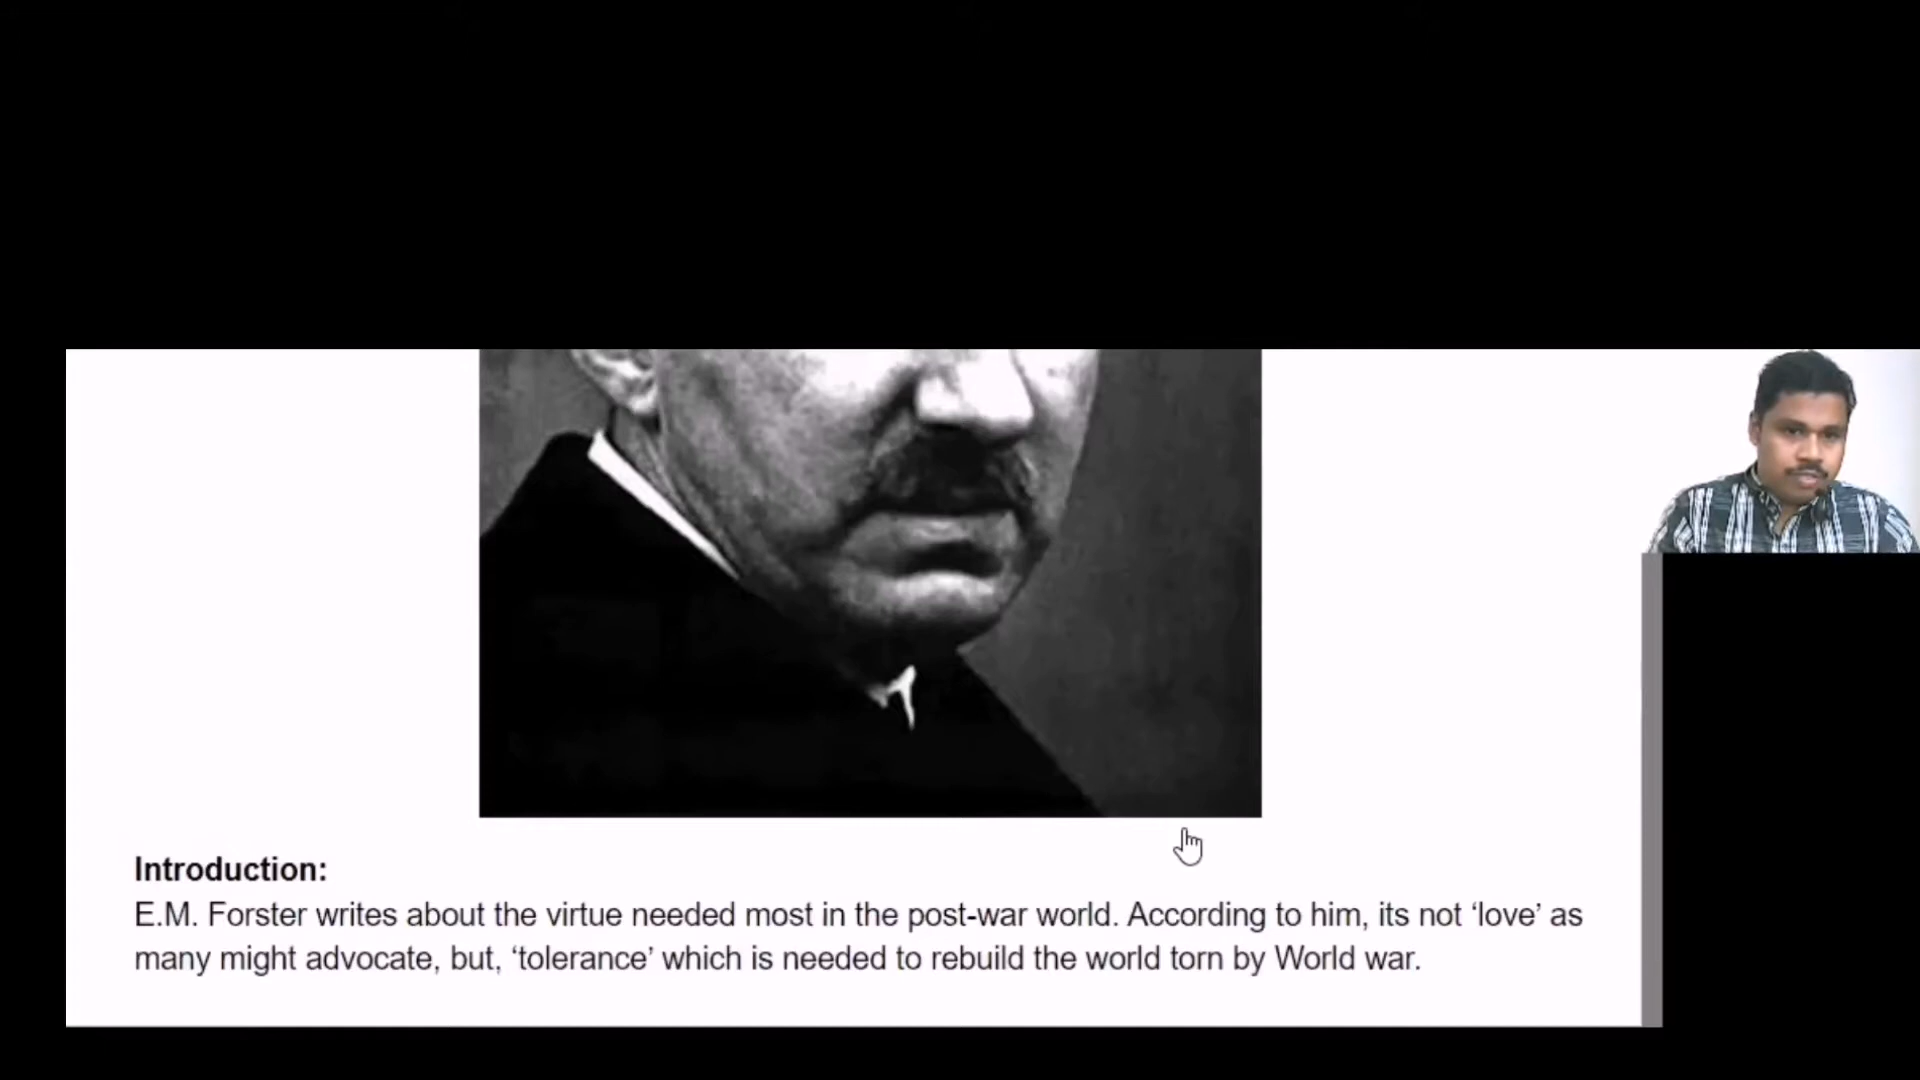 Introduction:
E.M. Forster writes about the virtue needed most in the post-war world. According to him, its not ‘love’ as
many might advocate, but, ‘tolerance’ which is needed to rebuild the world torn by World war.